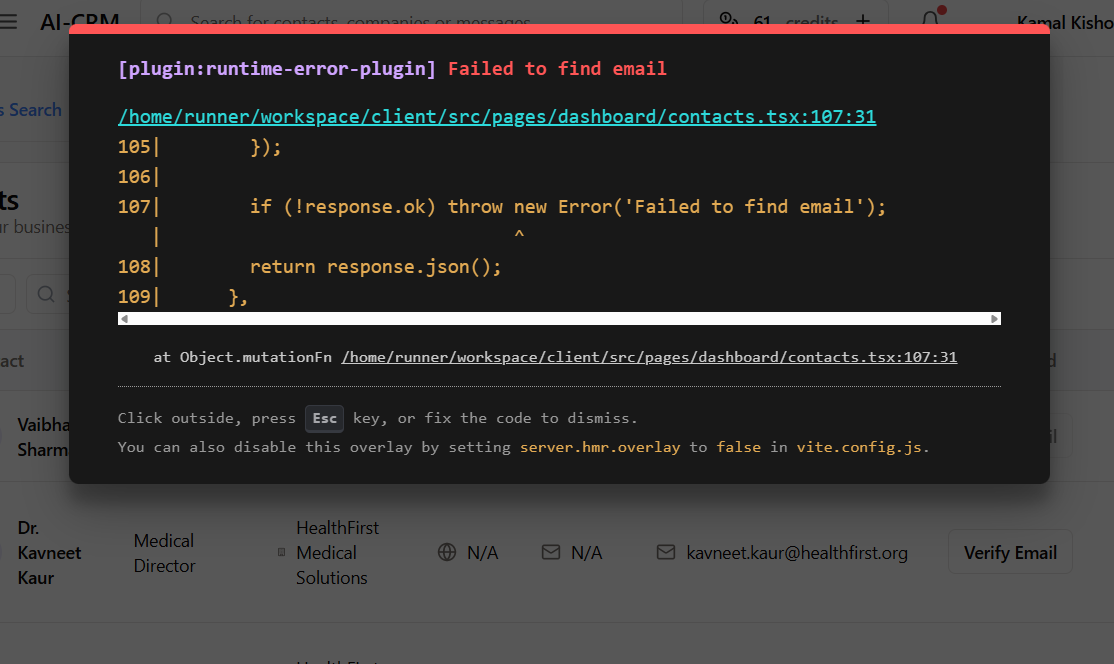 AI-CRM
Search for contacts, companies or messages
61 credits +
Kamal Kisho
[plugin:runtime-error-plugin] Failed to find email
s Search
/home/runner/workspace/client/src/pages/dashboard/contacts.tsx:107:31
105|        });
106|
107|        if (!response.ok) throw new Error('Failed to find email');
|                                ^
108|        return response.json();
109|      },
ts
ur busines
act
d
at Object.mutationFn /home/runner/workspace/client/src/pages/dashboard/contacts.tsx:107:31
Click outside, press Esc key, or fix the code to dismiss.
You can also disable this overlay by setting server.hmr.overlay to false in vite.config.js.
Vaibha
Sharm
il
Dr.
Kavneet
Kaur
Medical
Director
HealthFirst
Medical
Solutions
N/A
N/A
kavneet.kaur@healthfirst.org
Verify Email